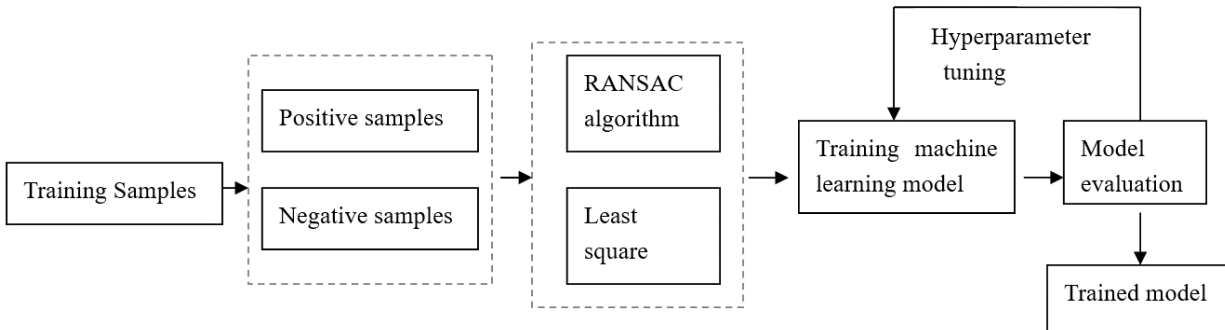 Training Samples
Positive samples
Negative samples
RANSAC
algorithm
Least
square
Hyperparameter
tuning
Training machine
learning model
Model
evaluation
Trained model